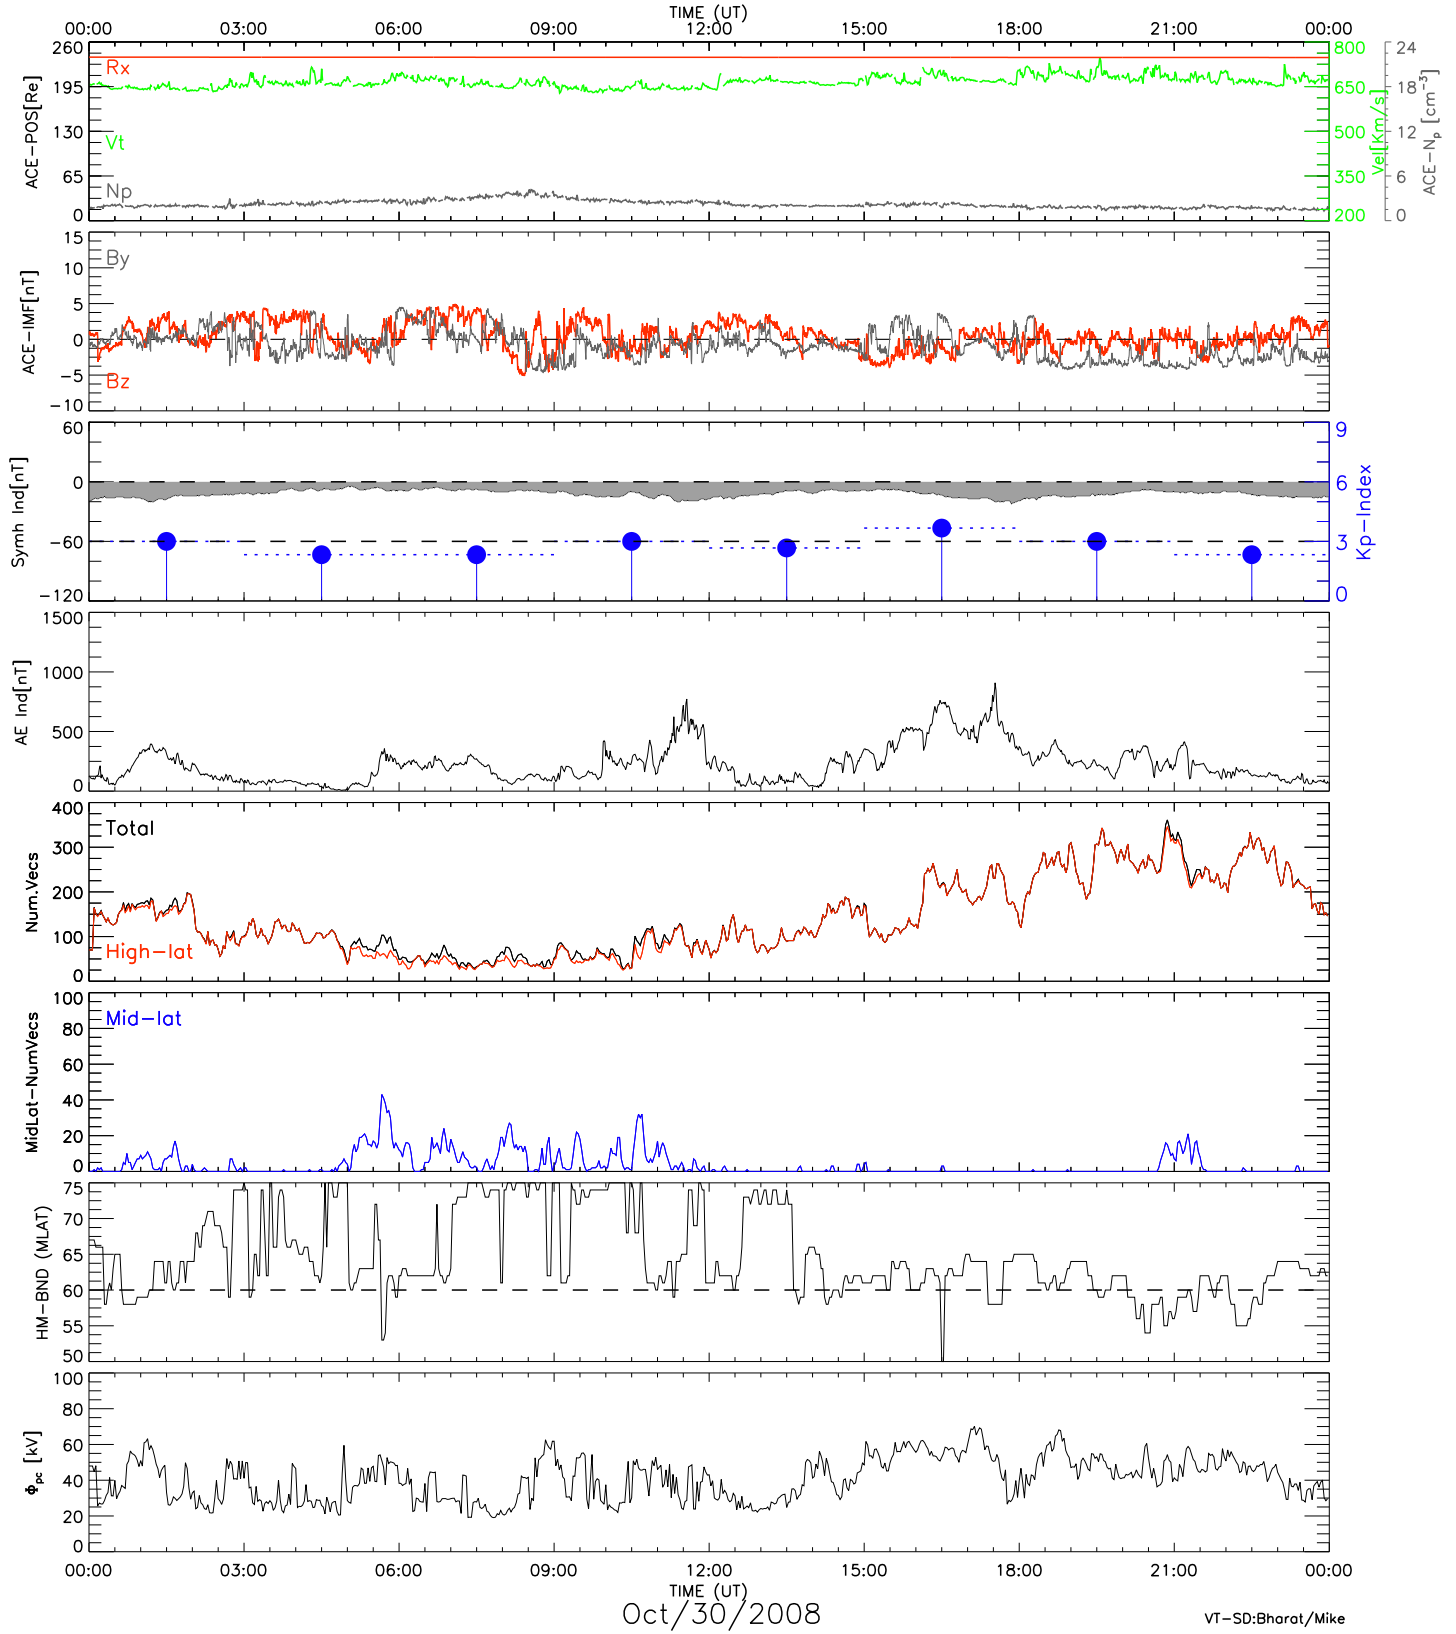 TIME (UT)
00:00 03:00 06:00 09:00 12:00 15:00 18:00 21:00 00:00
260 195 130 65 0
ACE-POS[Re]
Rx
Vt
Np
800 650 500 350 200
Vel[Km/s]
24 18 12 6 0
ACE-Np [cm-3]
15 10 5 0 -5 -10
ACE-IMF[nT]
By
Bz
60 0 -60 -120
Symh Ind[nT]
9 6 3 0
Kp-Index
1500 1000 500 0
AE Ind[nT]
400 300 200 100 0
Num.Vecs
Total
High-lat
100 80 60 40 20 0
MidLat-NumVecs
Mid-lat
75 70 65 60 55 50
HM-BND (MLAT)
100 80 60 40 20 0
Φpc [kV]
00:00 03:00 06:00 09:00 12:00 15:00 18:00 21:00 00:00
TIME (UT)
Oct/30/2008
VT-SD:Bharat/Mike